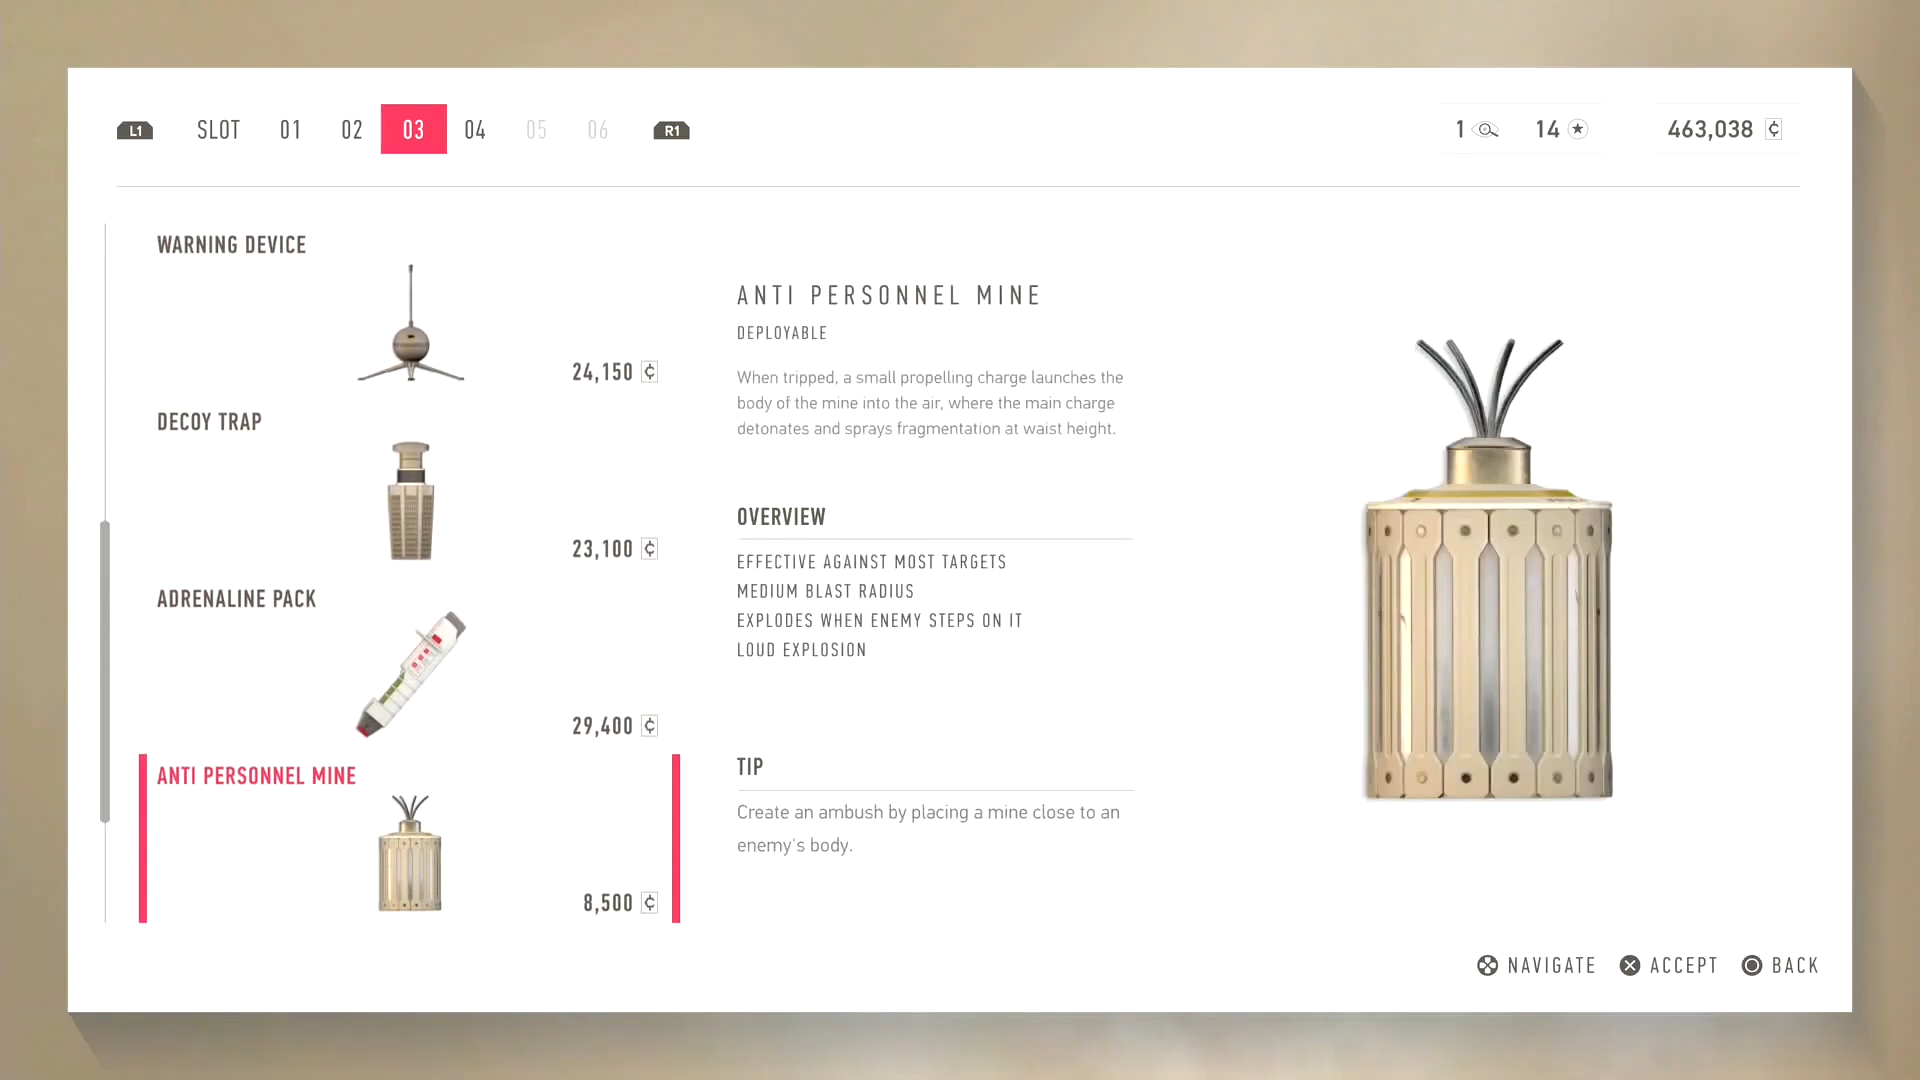 L1 SLOT 01 02 03 04 05 06 R1 1 14 463,038 ¢
WARNING DEVICE
24,150 ¢
DECOY TRAP
23,100 ¢
ADRENALINE PACK
29,400 ¢
ANTI PERSONNEL MINE
8,500 ¢
ANTI PERSONNEL MINE
DEPLOYABLE
When tripped, a small propelling charge launches the
body of the mine into the air, where the main charge
detonates and sprays fragmentation at waist height.
OVERVIEW
EFFECTIVE AGAINST MOST TARGETS
MEDIUM BLAST RADIUS
EXPLODES WHEN ENEMY STEPS ON IT
LOUD EXPLOSION
TIP
Create an ambush by placing a mine close to an
enemy's body.
NAVIGATE ACCEPT BACK